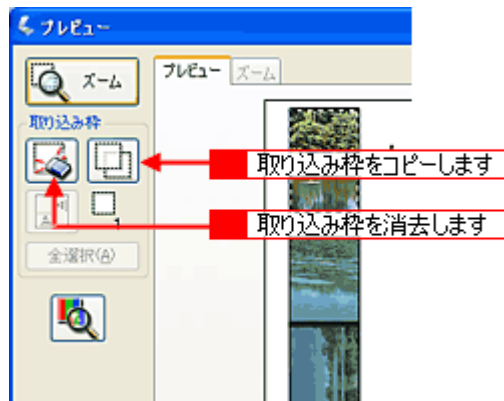 プレビュー
ズーム
プレビュー ズーム
取り込み枠
取り込み枠をコピーします
1
取り込み枠を消去します
全選択(A)